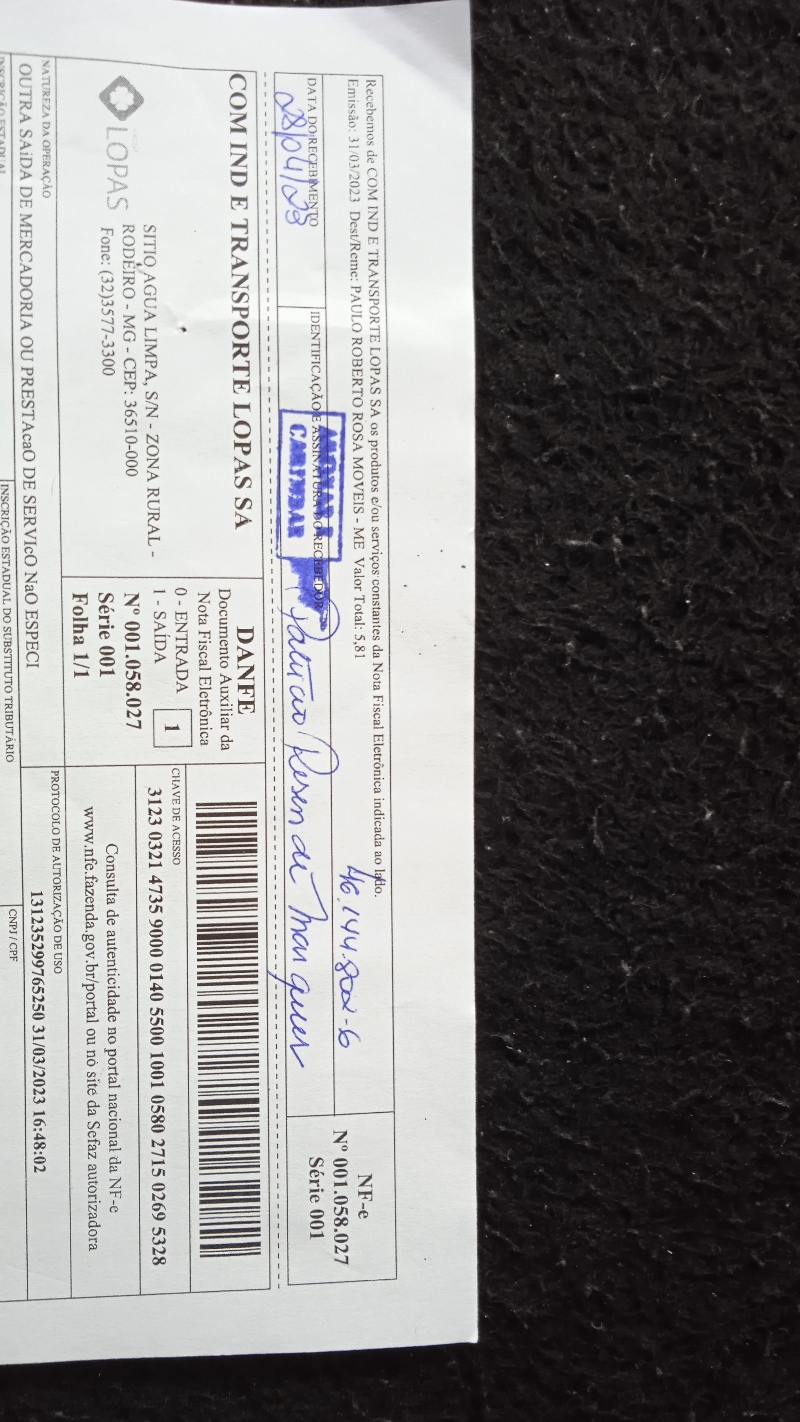 Recebemos de COM IND E TRANSPORTE LOPAS SA os produtos e/ou serviços constantes da Nota Fiscal Eletrônica indicada ao lado.
Emissão: 31/03/2023 Dest/Reme: PAULO ROBERTO ROSA MOVEIS - ME Valor Total: 5,81
46.144.802-6
NF-e
Nº 001.058.027
Série 001
DATA DO RECEBIMENTO
28/04/23
IDENTIFICAÇÃO E ASSINATURA DO RECEBEDOR
CARIMBAR
Resende Marques
COM IND E TRANSPORTE LOPAS SA
LOPAS
SITIO AGUA LIMPA, S/N - ZONA RURAL -
RODEIRO - MG - CEP: 36510-000
Fone: (32)3577-3300
DANFE
Documento Auxiliar da
Nota Fiscal Eletrônica
0 - ENTRADA
1 - SAÍDA
1
Nº 001.058.027
Série 001
Folha 1/1
CHAVE DE ACESSO
3123 0321 4735 9000 0140 5500 1001 0580 2715 0269 5328
Consulta de autenticidade no portal nacional da NF-e
www.nfe.fazenda.gov.br/portal ou no site da Sefaz autorizadora
NATUREZA DA OPERAÇÃO
OUTRA SAíDA DE MERCADORIA OU PRESTAcaO DE SERVIcO NaO ESPECI
PROTOCOLO DE AUTORIZAÇÃO DE USO
131235299765250 31/03/2023 16:48:02
INSCRIÇÃO ESTADUAL
INSCRIÇÃO ESTADUAL DO SUBSTITUTO TRIBUTÁRIO
CNPJ / CPF